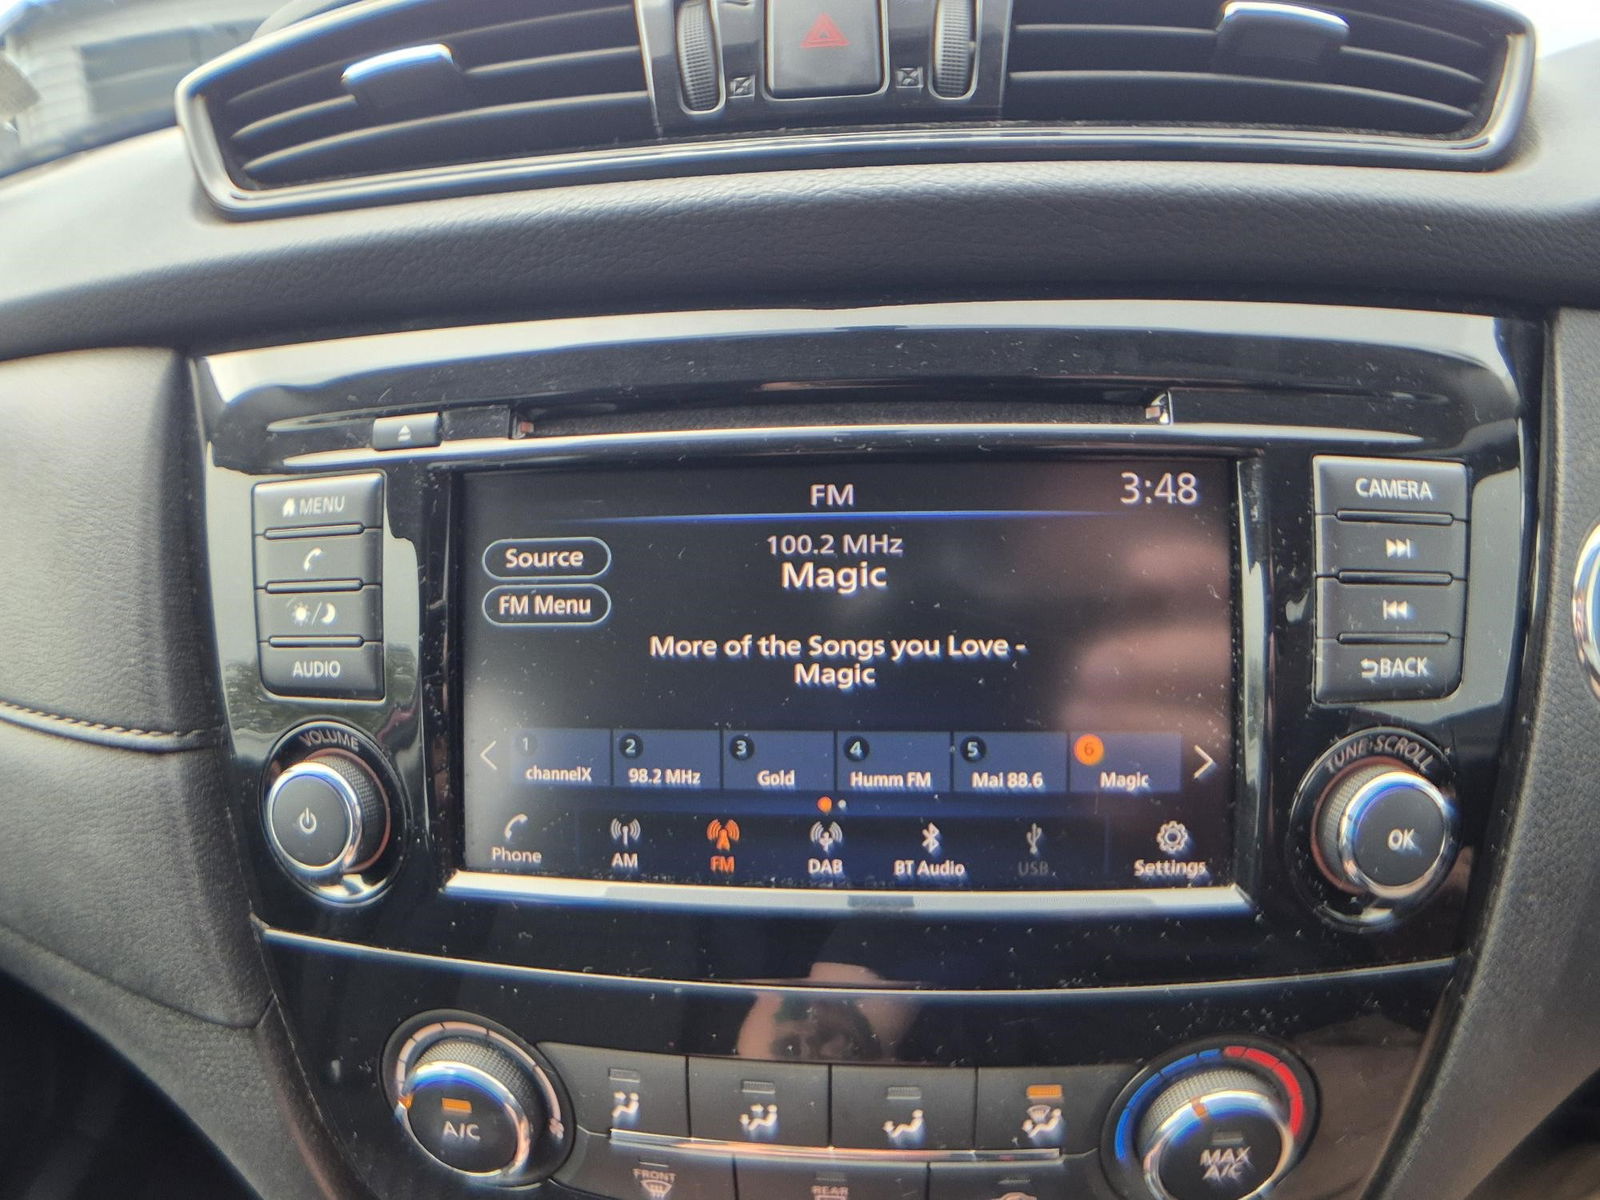 MENU
AUDIO
VOLUME
FM
3:48
Source
100.2 MHz
Magic
FM Menu
More of the Songs you Love -
Magic
1
channelX
2
98.2 MHz
3
Gold
4
Humm FM
5
Mai 88.6
6
Magic
Phone
AM
FM
DAB
BT Audio
USB
Settings
CAMERA
BACK
TUNE·SCROLL
OK
A/C
MAX
A/C
FRONT
REAR